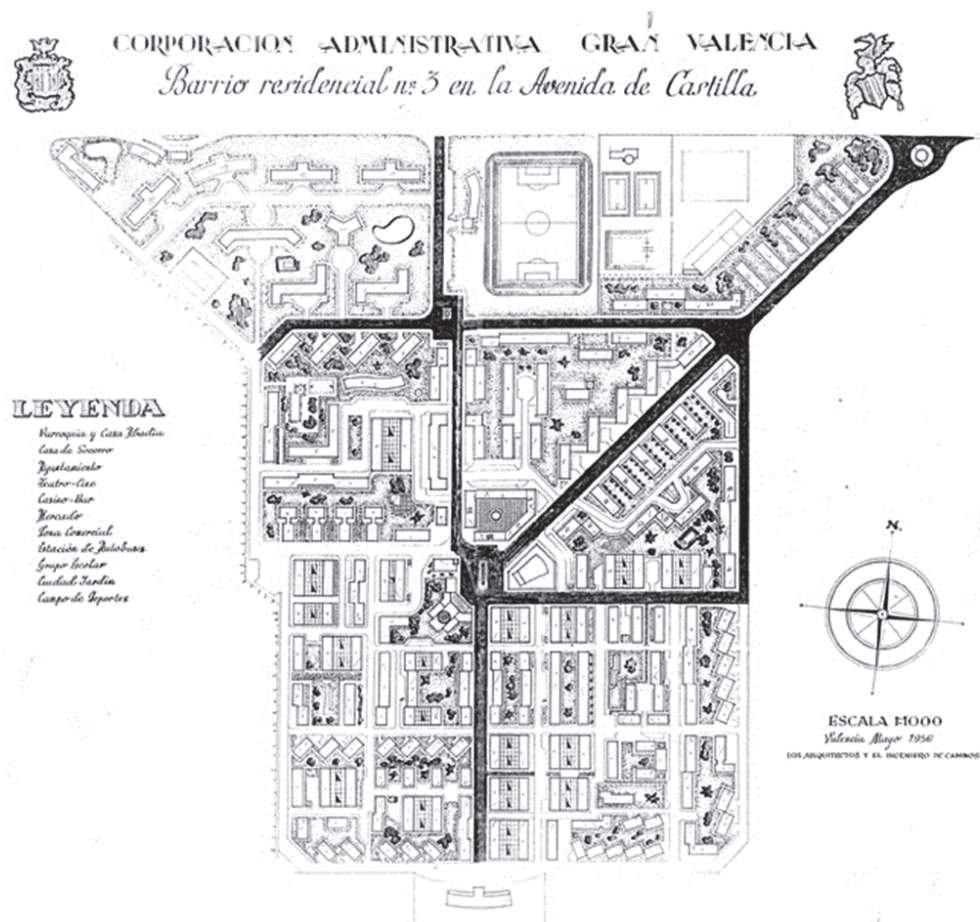 CORPORACION ADMINISTRATIVA GRAN VALENCIA
Barrio residencial nº 3 en la Avenida de Castilla
LEYENDA
Parroquia y Casa Abadía
Casa de Socorro
Ayuntamiento
Teatro-Cine
Casino-Bar
Mercado
Zona Comercial
Estación de Autobuses
Grupo Escolar
Ciudad Jardín
Campo de Deportes
N.
ESCALA 1:1000
Valencia Mayo 1956
LOS ARQUITECTOS Y EL INGENIERO DE CAMINOS